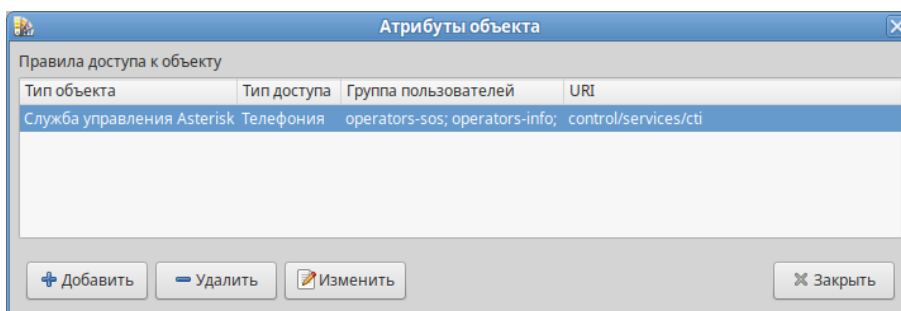 Атрибуты объекта
Правила доступа к объекту
Тип объекта Тип доступа Группа пользователей URI
Служба управления Asterisk Телефония operators-sos; operators-info; control/services/cti
Добавить Удалить Изменить Закрыть